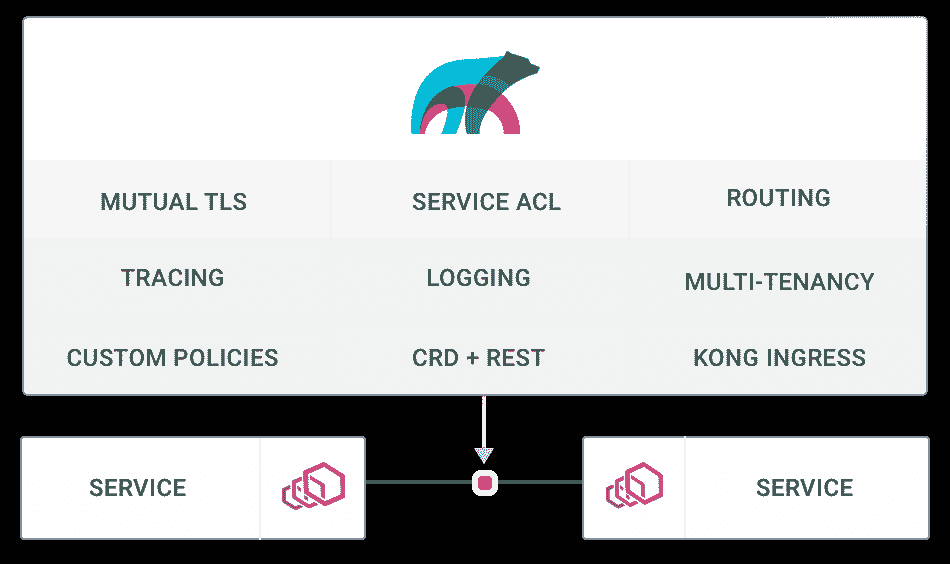 MUTUAL TLS
SERVICE ACL
ROUTING
TRACING
LOGGING
MULTI-TENANCY
CUSTOM POLICIES
CRD + REST
KONG INGRESS
SERVICE
SERVICE